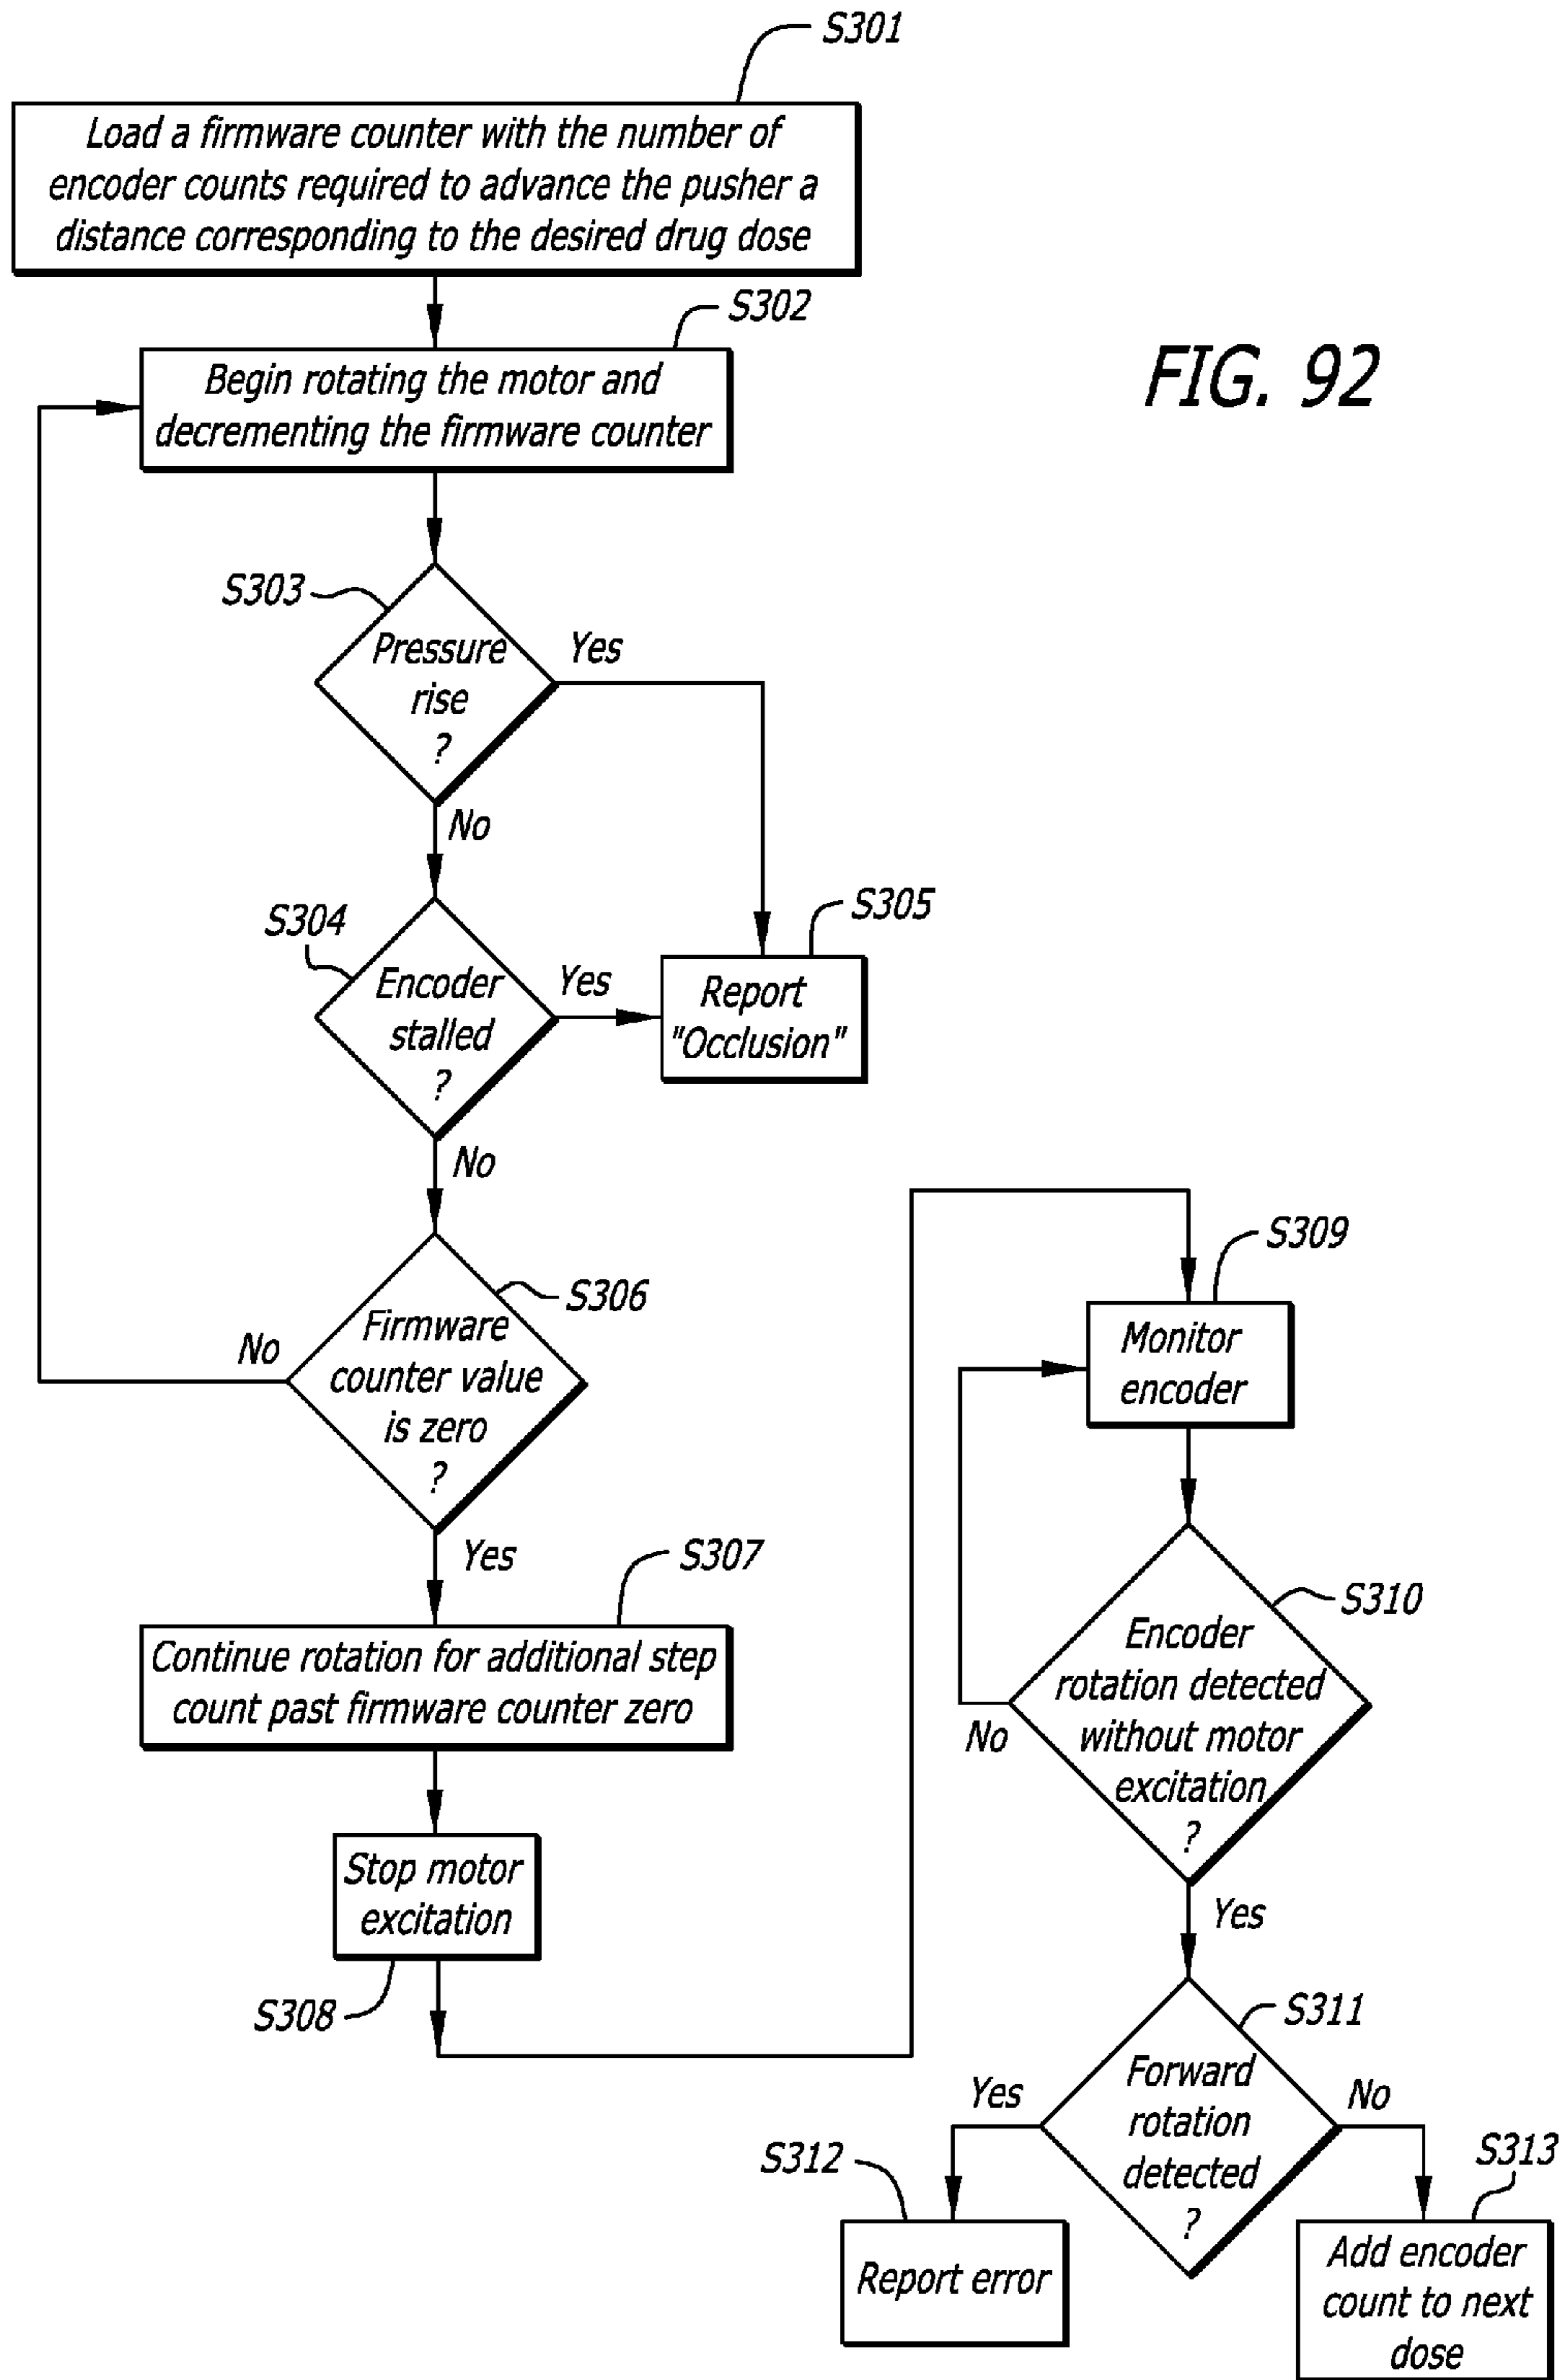 S301
Load a firmware counter with the number of
encoder counts required to advance the pusher a
distance corresponding to the desired drug dose
S302
Begin rotating the motor and
decrementing the firmware counter
FIG. 92
S303
Pressure
rise
?
Yes
No
S304
Encoder
stalled
?
Yes
No
S305
Report
"Occlusion"
S306
Firmware
counter value
is zero
?
No
Yes
S307
Continue rotation for additional step
count past firmware counter zero
Stop motor
excitation
S308
S309
Monitor
encoder
S310
Encoder
rotation detected
without motor
excitation
?
No
Yes
S311
Forward
rotation
detected
?
Yes
No
S312
Report error
S313
Add encoder
count to next
dose